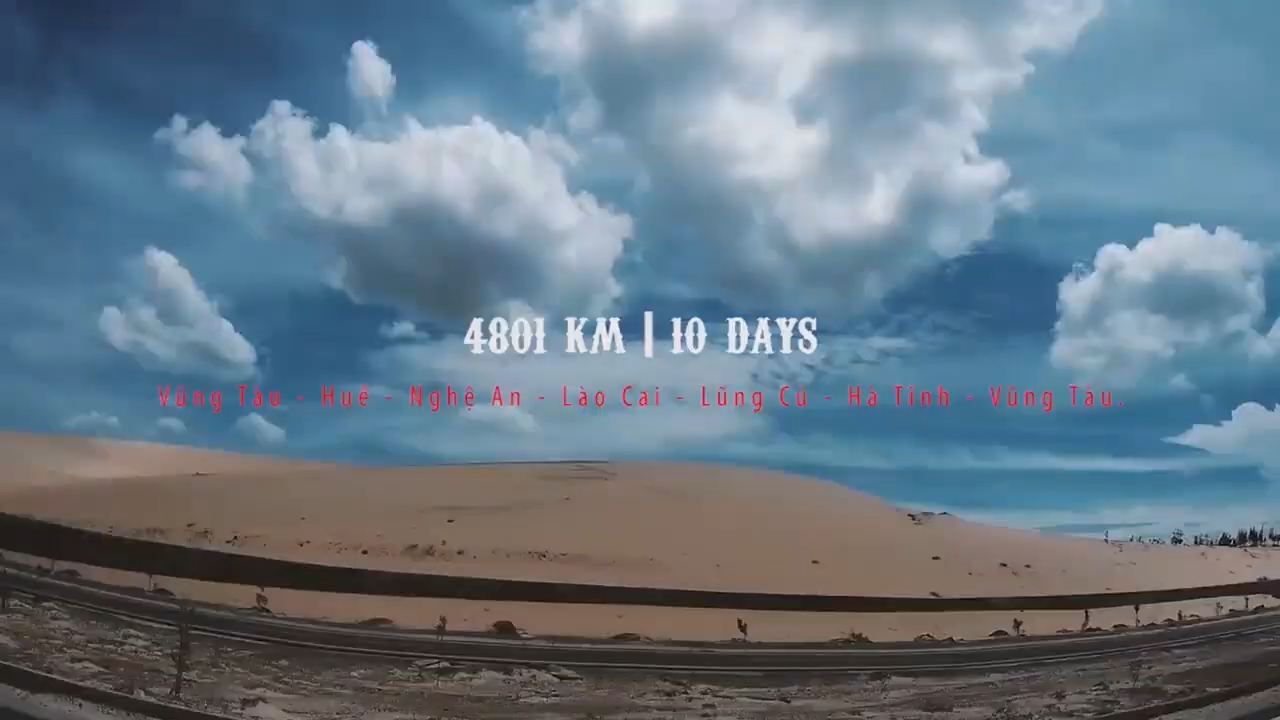 4801 KM | 10 DAYS
Vũng Tàu - Huế - Nghệ An - Lào Cai - Lũng Cú - Hà Tĩnh - Vũng Tàu.